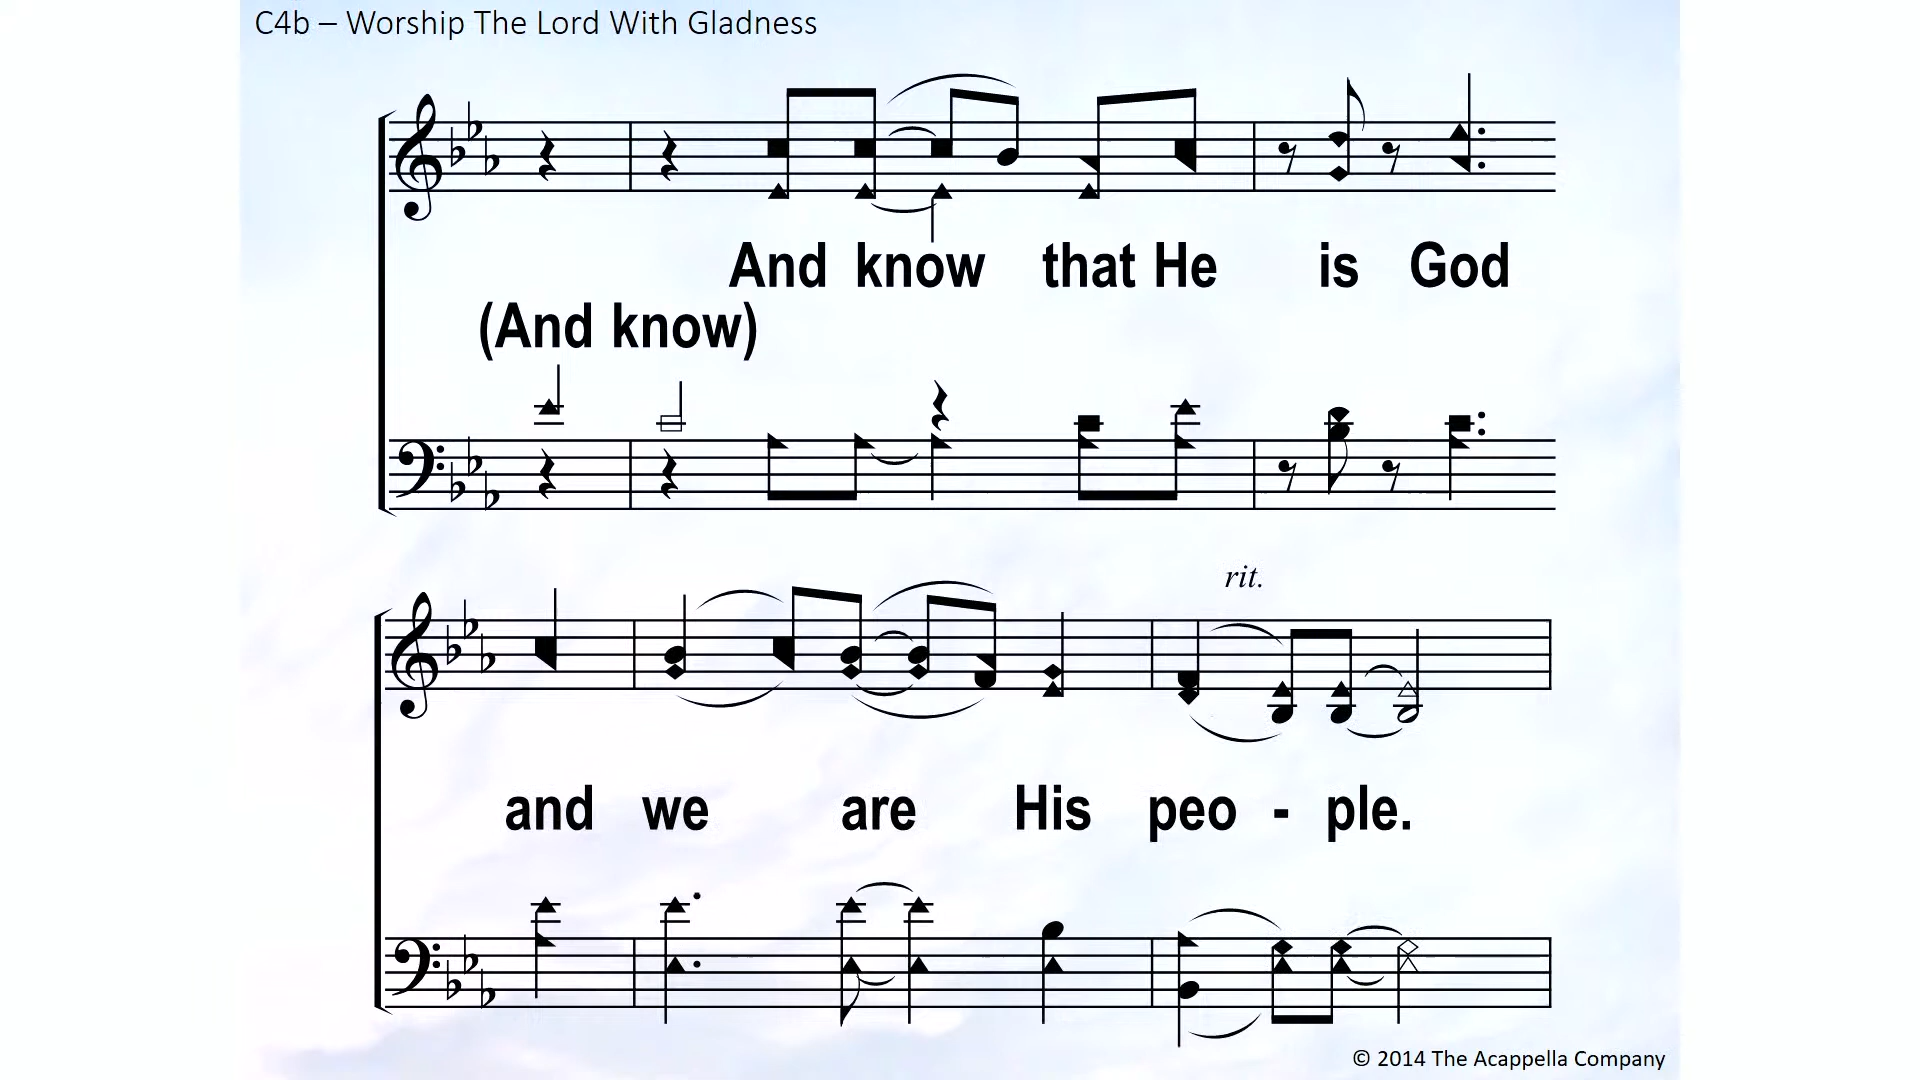 C4b – Worship The Lord With Gladness
And know that He is God
(And know)
rit.
and we are His peo - ple.
© 2014 The Acappella Company